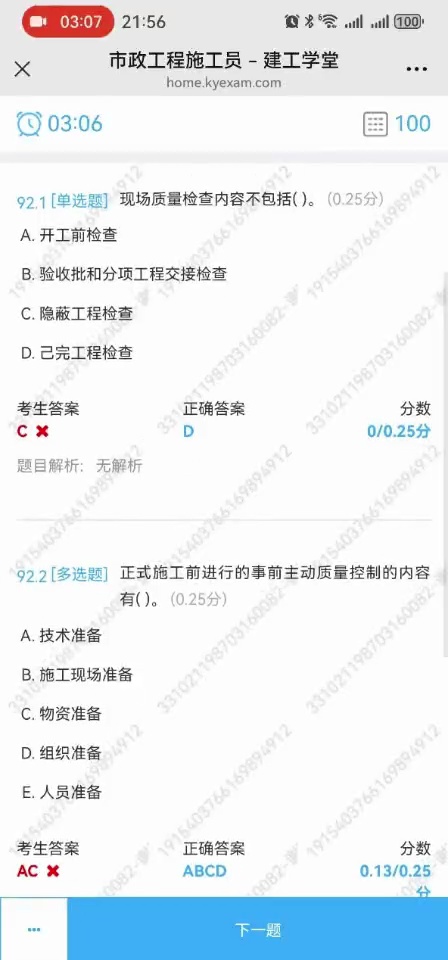 03:07 21:56 6 100
市政工程施工员 – 建工学堂
home.kyexam.com
03:06 100
92.1 [单选题] 现场质量检查内容不包括( )。 (0.25分)
A. 开工前检查
B. 验收批和分项工程交接检查
C. 隐蔽工程检查
D. 己完工程检查
考生答案 正确答案 分数
C D 0/0.25分
题目解析: 无解析
92.2 [多选题] 正式施工前进行的事前主动质量控制的内容
有( )。 (0.25分)
A. 技术准备
B. 施工现场准备
C. 物资准备
D. 组织准备
E. 人员准备
考生答案 正确答案 分数
AC ABCD 0.13/0.25
分
下一题